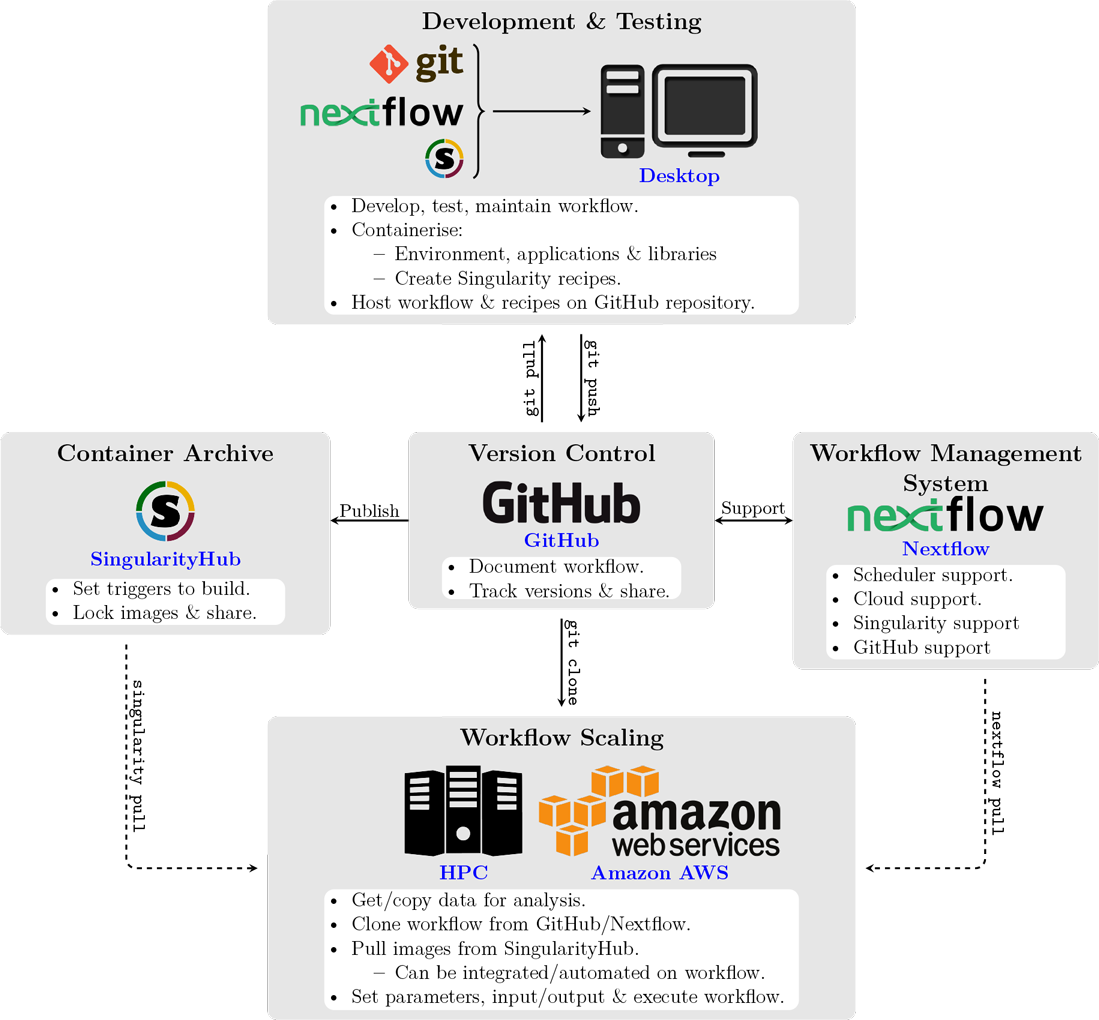 Development & Testing
git
nextflow
S
Desktop
• Develop, test, maintain workflow.
• Containerise:
– Environment, applications & libraries
– Create Singularity recipes.
• Host workflow & recipes on GitHub repository.
git pull
git push
Container Archive
S
SingularityHub
• Set triggers to build.
• Lock images & share.
Publish
Version Control
GitHub
GitHub
• Document workflow.
• Track versions & share.
Support
Workflow Management
System
nextflow
Nextflow
• Scheduler support.
• Cloud support.
• Singularity support
• GitHub support
singularity pull
git clone
nextflow pull
Workflow Scaling
amazon
web services
HPC
Amazon AWS
• Get/copy data for analysis.
• Clone workflow from GitHub/Nextflow.
• Pull images from SingularityHub.
– Can be integrated/automated on workflow.
• Set parameters, input/output & execute workflow.